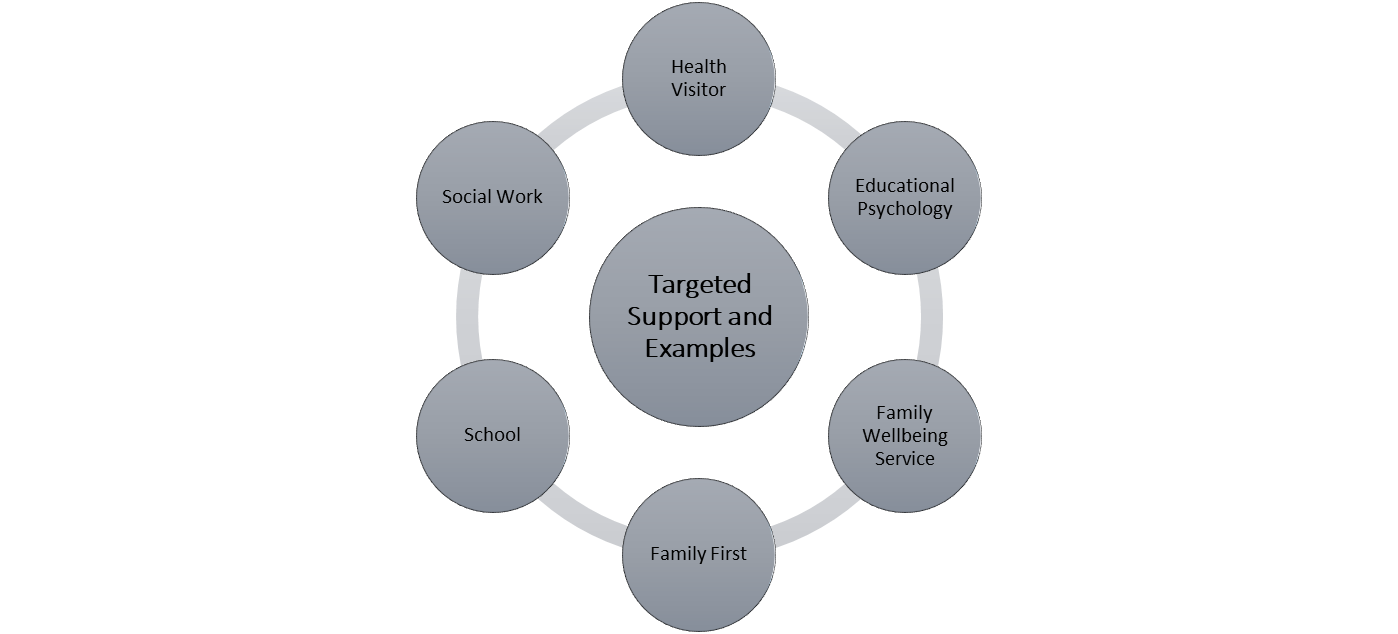 Health
Visitor
Educational
Psychology
Family
Wellbeing
Service
Family First
School
Social Work
Targeted
Support and
Examples